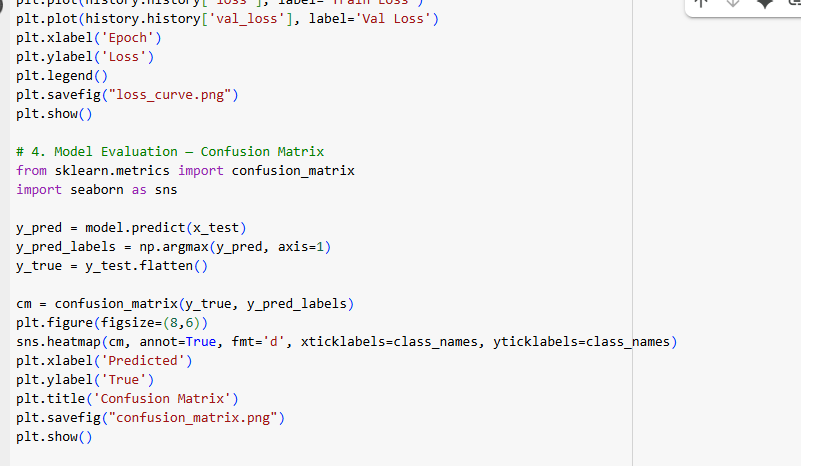 plt.plot(history.history['loss'], label='Train Loss')
plt.plot(history.history['val_loss'], label='Val Loss')
plt.xlabel('Epoch')
plt.ylabel('Loss')
plt.legend()
plt.savefig("loss_curve.png")
plt.show()
# 4. Model Evaluation – Confusion Matrix
from sklearn.metrics import confusion_matrix
import seaborn as sns
y_pred = model.predict(x_test)
y_pred_labels = np.argmax(y_pred, axis=1)
y_true = y_test.flatten()
cm = confusion_matrix(y_true, y_pred_labels)
plt.figure(figsize=(8,6))
sns.heatmap(cm, annot=True, fmt='d', xticklabels=class_names, yticklabels=class_names)
plt.xlabel('Predicted')
plt.ylabel('True')
plt.title('Confusion Matrix')
plt.savefig("confusion_matrix.png")
plt.show()